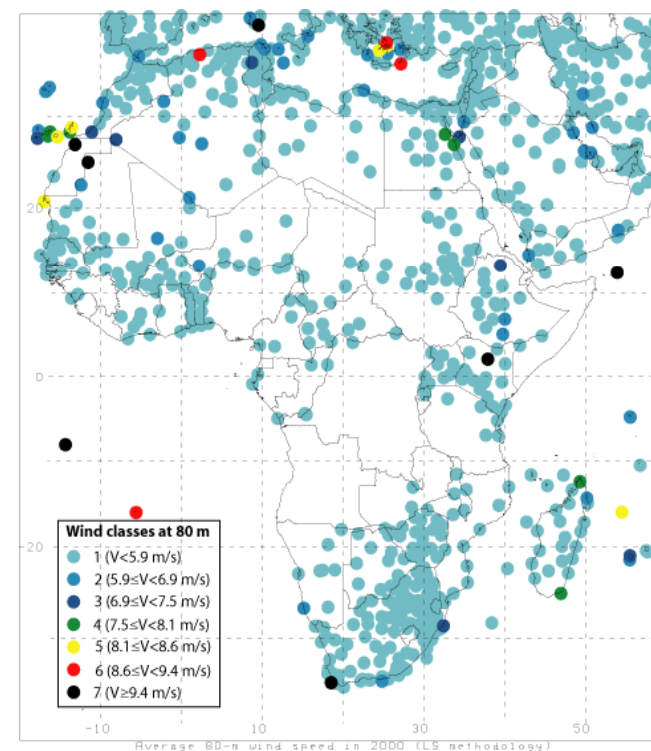 20
0
-20
Wind classes at 80 m
1 (V<5.9 m/s)
2 (5.9≤V<6.9 m/s)
3 (6.9≤V<7.5 m/s)
4 (7.5≤V<8.1 m/s)
5 (8.1≤V<8.6 m/s)
6 (8.6≤V<9.4 m/s)
7 (V≥9.4 m/s)
-10 10 30 50
Average 80-m wind speed in 2000 (LS methodology)